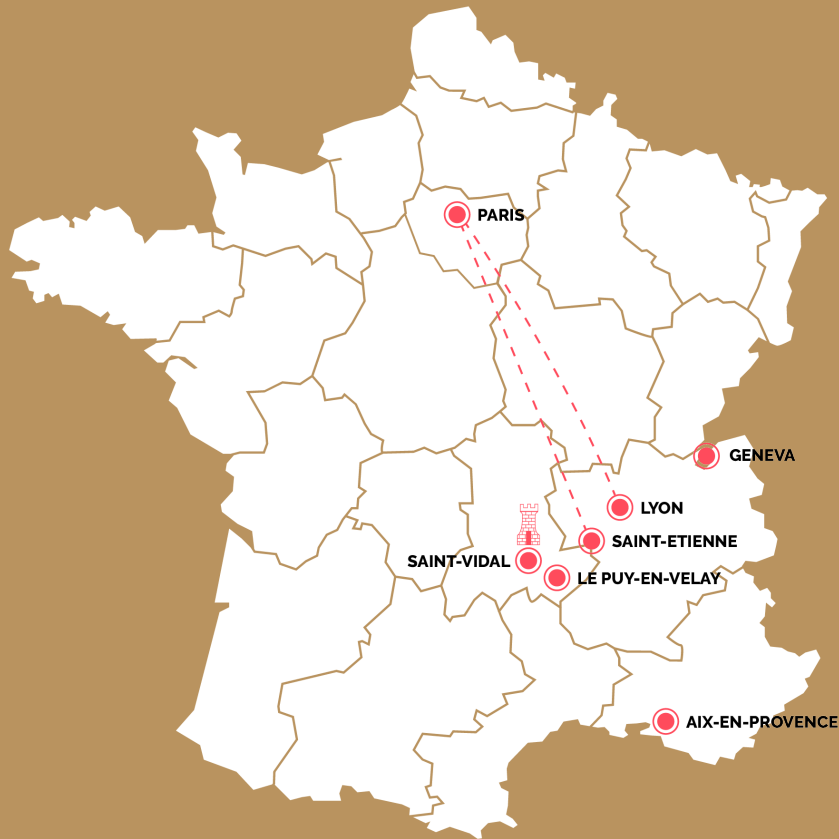 PARIS
GENEVA
LYON
SAINT-ETIENNE
SAINT-VIDAL
LE PUY-EN-VELAY
AIX-EN-PROVENCE